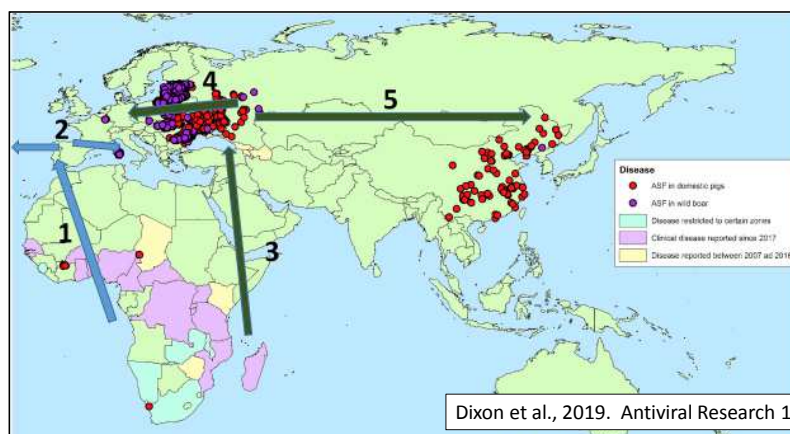 4
5
2
1
3
Disease
ASF in domestic pigs
ASF in wild boar
Disease restricted to certain zones
Clinical disease reported since 2017
Disease reported between 2007 ad 2016
Dixon et al., 2019. Antiviral Research 1